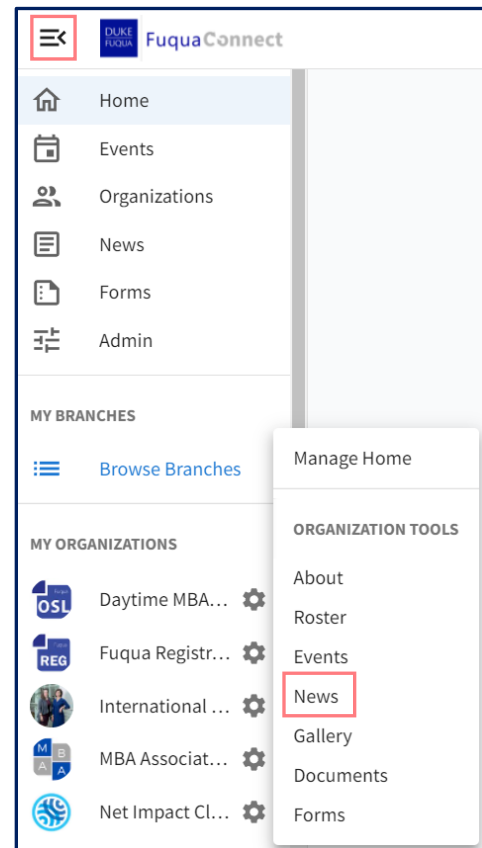 DUKE
FUQUA
FuquaConnect
Home
Events
Organizations
News
Forms
Admin
MY BRANCHES
Browse Branches
MY ORGANIZATIONS
OSL
Daytime MBA...
REG
Fuqua Registr...
International ...
M B
A A
MBA Associat...
Net Impact Cl...
Manage Home
ORGANIZATION TOOLS
About
Roster
Events
News
Gallery
Documents
Forms